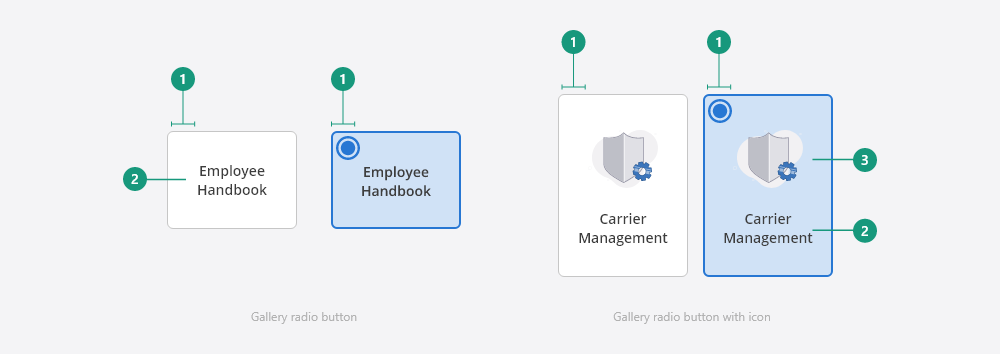 1
1
2
Employee
Handbook
Employee
Handbook
Gallery radio button
1
1
3
2
Carrier
Management
Carrier
Management
Gallery radio button with icon